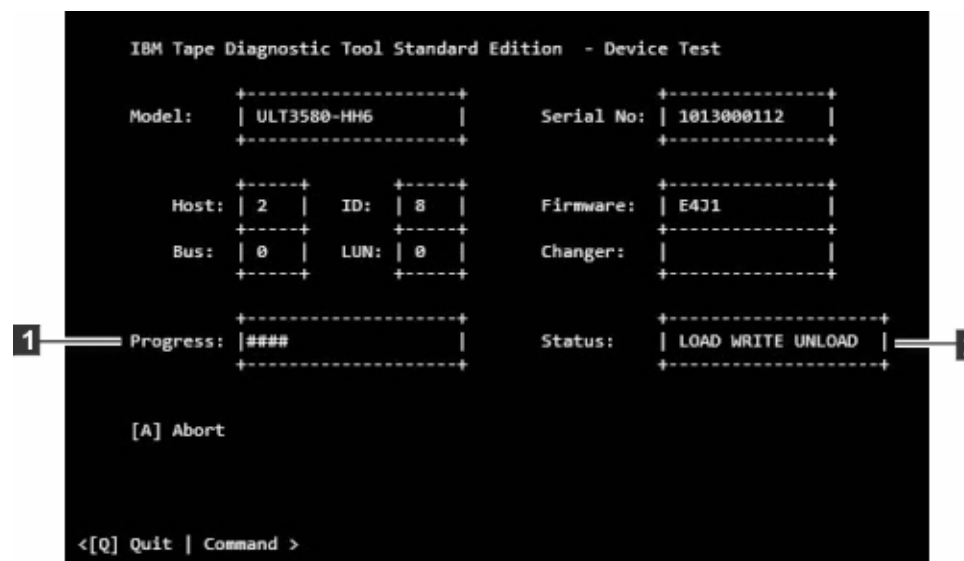 IBM Tape Diagnostic Tool Standard Edition - Device Test
Model: ULT3580-HH6 Serial No: 1013000112
Host: 2 ID: 8 Firmware: E4J1
Bus: 0 LUN: 0 Changer:
1 Progress: #### Status: LOAD WRITE UNLOAD
[A] Abort
<[Q] Quit | Command >